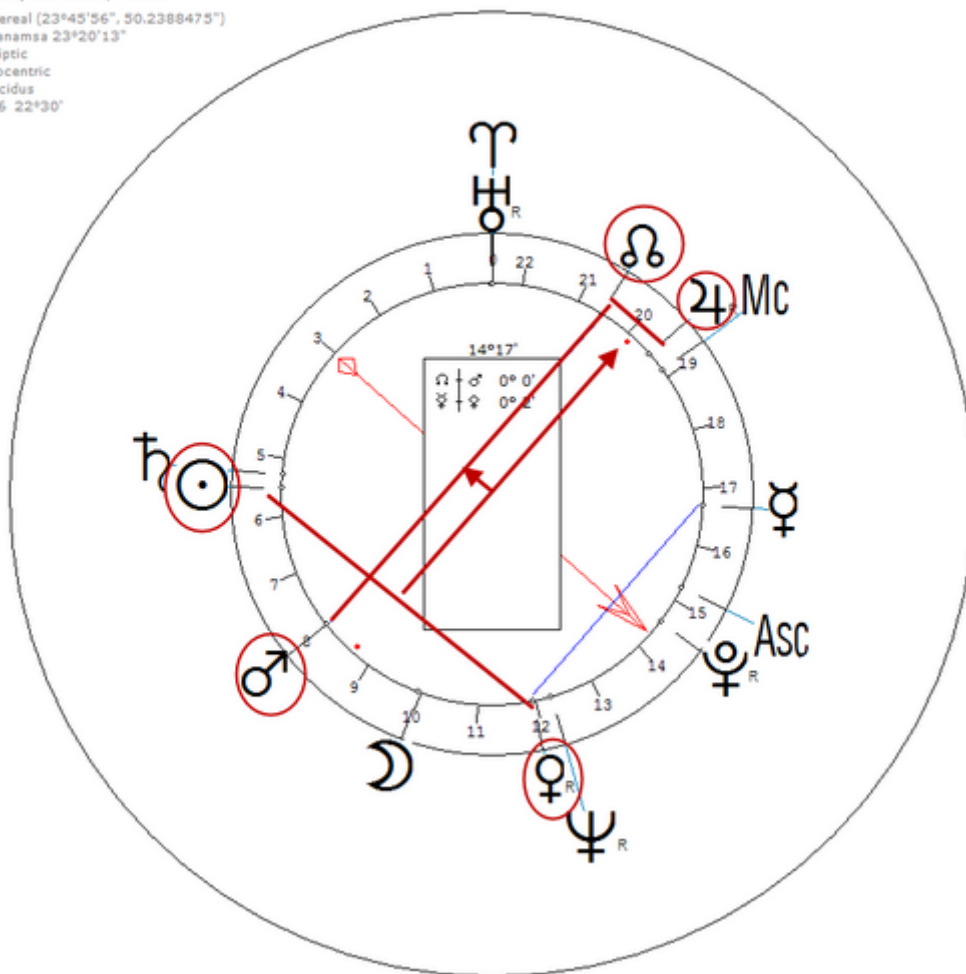 ereal (23°45'56", 50.2388475")
anamsa 23°20'13"
iptic
ocentric
cidus
22°30'
♈
♅ R
☊
♃ Mc
0 22
1 21
2 20
3 14°17' 19
☊ ♂ 0° 0'
4 ☿ ♀ 0° 2'
18
♄ 5 17
☉ ☿
6 16
7 15
Asc
8 14 ♇ R
♂ 9 13
10 11 12
☽ ♀ R
♆ R